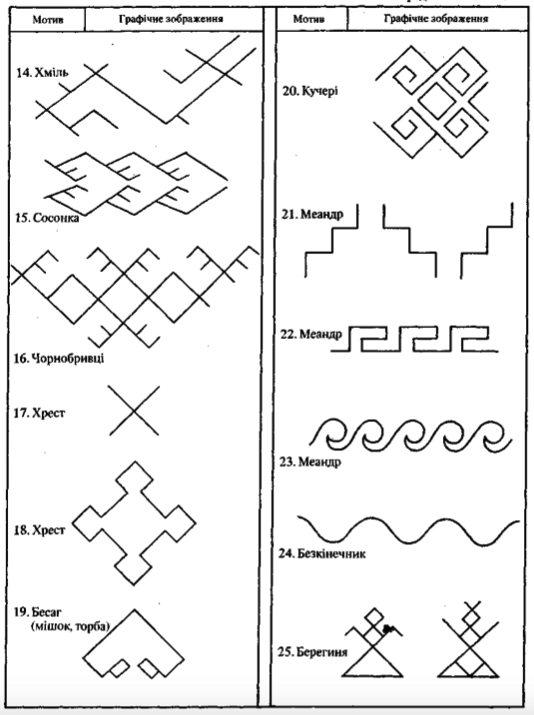 Мотив Графічне зображення
14. Хміль
15. Сосонка
16. Чорнобривці
17. Хрест
18. Хрест
19. Бесаг
(мішок, торба)
Мотив Графічне зображення
20. Кучері
21. Меандр
22. Меандр
23. Меандр
24. Безкінечник
25. Берегиня